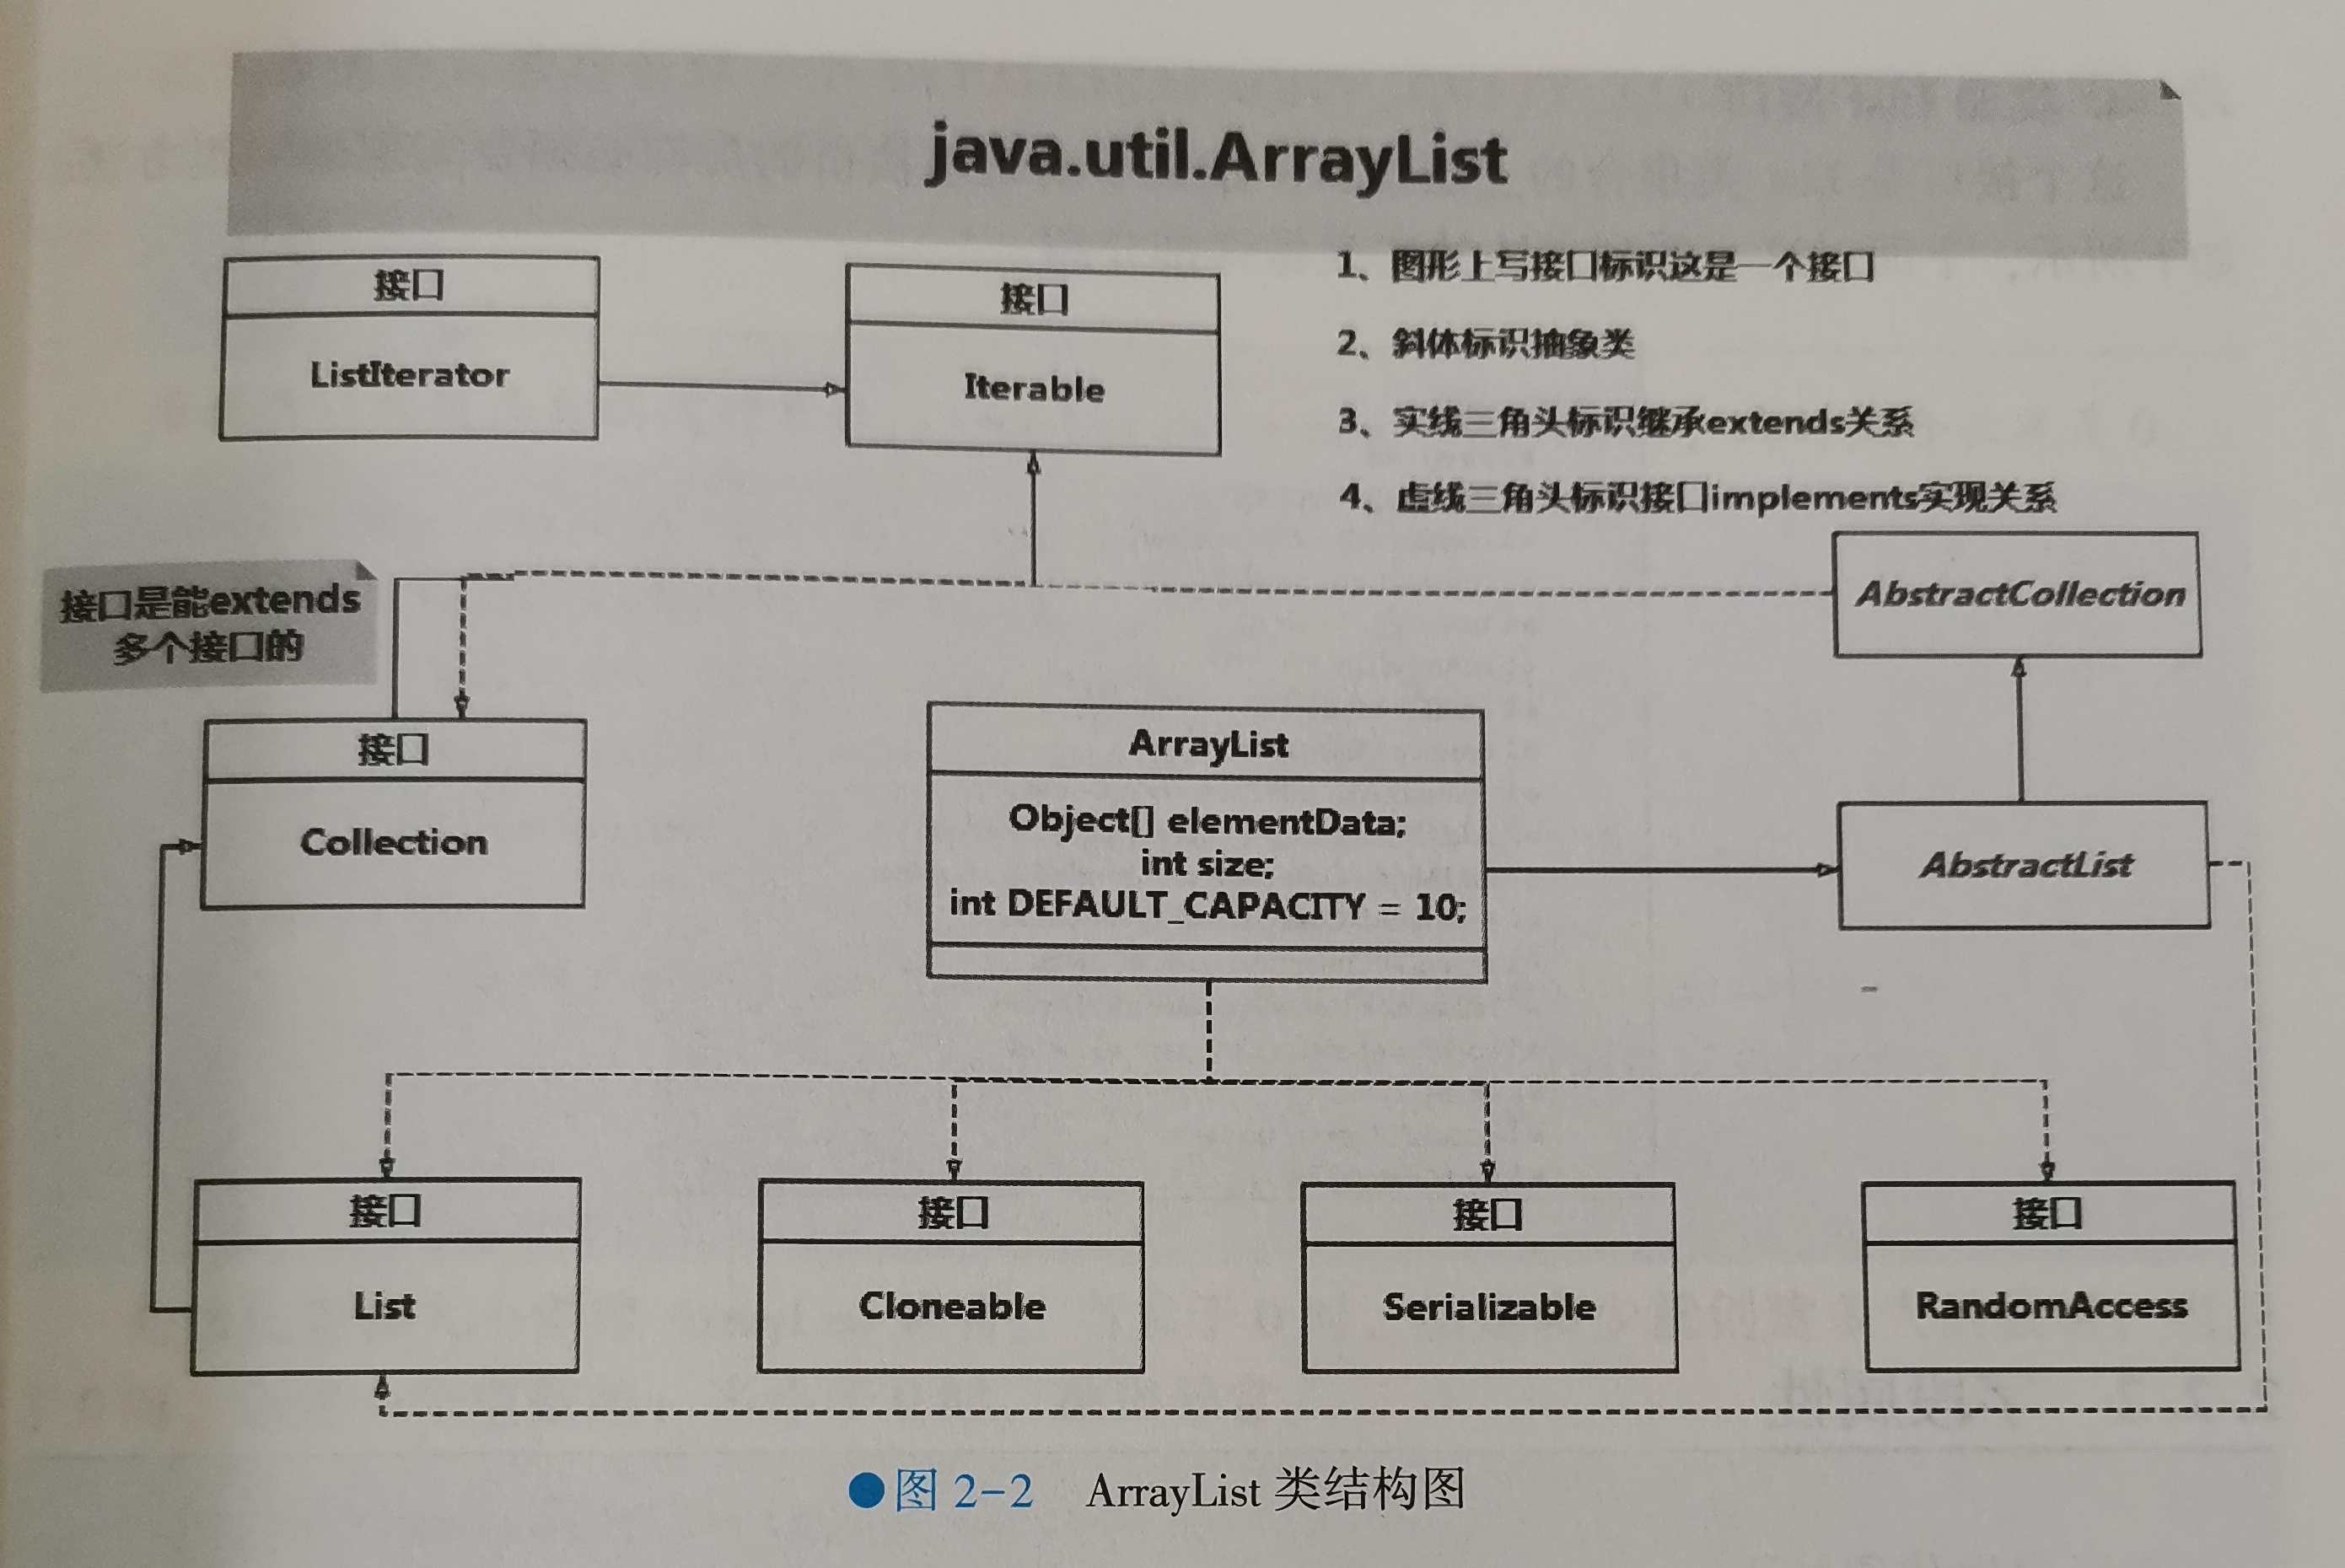 java.util.ArrayList
接口
ListIterator
接口
Iterable
1、图形上写接口标识这是一个接口
2、斜体标识抽象类
3、实线三角头标识继承extends关系
4、虚线三角头标识接口implements实现关系
接口是能extends
多个接口的
AbstractCollection
接口
Collection
ArrayList
Object[] elementData;
int size;
int DEFAULT_CAPACITY = 10;
AbstractList
接口
List
接口
Cloneable
接口
Serializable
接口
RandomAccess
●图 2-2 ArrayList 类结构图